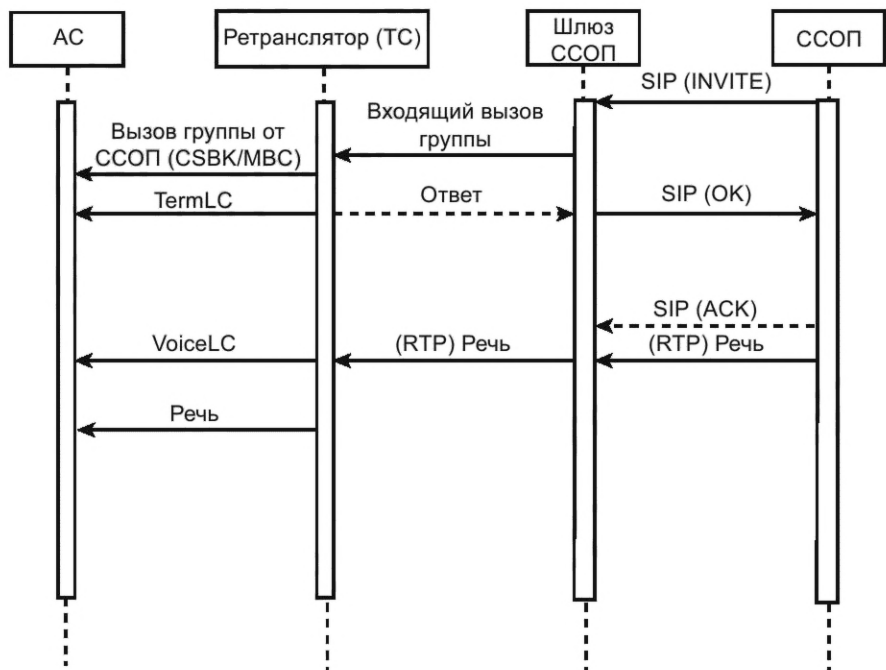 АС
Ретранслятор (ТС)
Шлюз
ССОП
ССОП
SIP (INVITE)
Входящий вызов
группы
Вызов группы от
ССОП (CSBK/MBC)
TermLC
Ответ
SIP (OK)
SIP (ACK)
VoiceLC
(RTP) Речь
(RTP) Речь
Речь